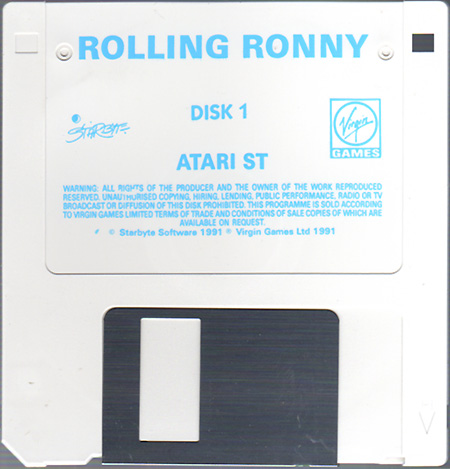 ROLLING RONNY
DISK 1
STARBYTE
Virgin
GAMES
ATARI ST
WARNING: ALL RIGHTS OF THE PRODUCER AND THE OWNER OF THE WORK REPRODUCED
RESERVED, UNAUTHORISED COPYING, HIRING, LENDING, PUBLIC PERFORMANCE, RADIO OR TV
BROADCAST OR DIFFUSION OF THIS DISK PROHIBITED. THIS PROGRAMME IS SOLD ACCORDING
TO VIRGIN GAMES LIMITED TERMS OF TRADE AND CONDITIONS OF SALE COPIES OF WHICH ARE
AVAILABLE ON REQUEST.
© Starbyte Software 1991 © Virgin Games Ltd 1991